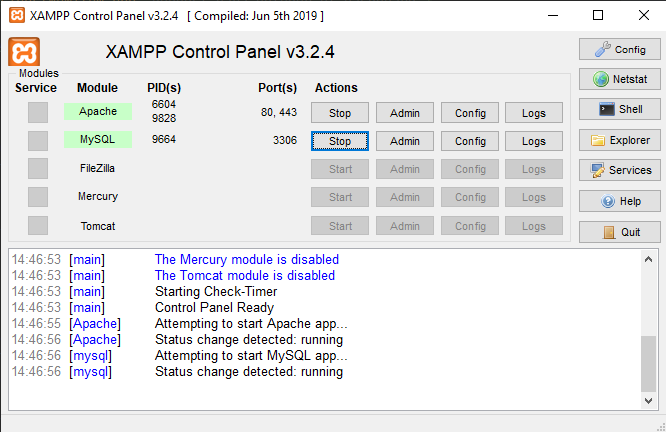 XAMPP Control Panel v3.2.4 [ Compiled: Jun 5th 2019 ]
XAMPP Control Panel v3.2.4
Config
Modules
Service Module PID(s) Port(s) Actions
Netstat
Apache 6604 9828 80, 443 Stop Admin Config Logs
Shell
MySQL 9664 3306 Stop Admin Config Logs
Explorer
FileZilla Start Admin Config Logs
Services
Mercury Start Admin Config Logs
Help
Tomcat Start Admin Config Logs
Quit
14:46:53 [main] The Mercury module is disabled
14:46:53 [main] The Tomcat module is disabled
14:46:53 [main] Starting Check-Timer
14:46:53 [main] Control Panel Ready
14:46:55 [Apache] Attempting to start Apache app...
14:46:56 [Apache] Status change detected: running
14:46:56 [mysql] Attempting to start MySQL app...
14:46:56 [mysql] Status change detected: running